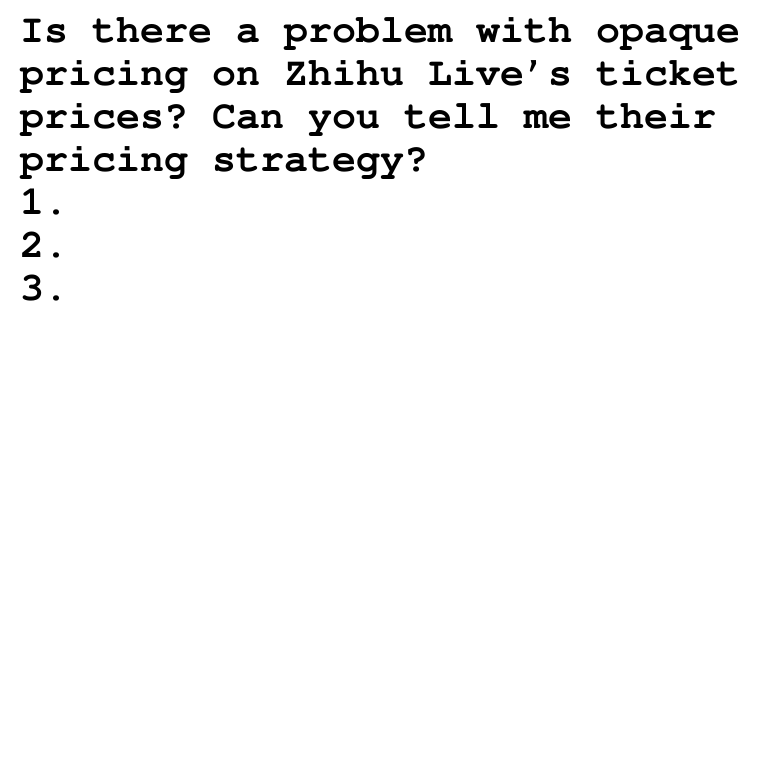 Is there a problem with opaque
pricing on Zhihu Live’s ticket
prices? Can you tell me their
pricing strategy?
1.
2.
3.